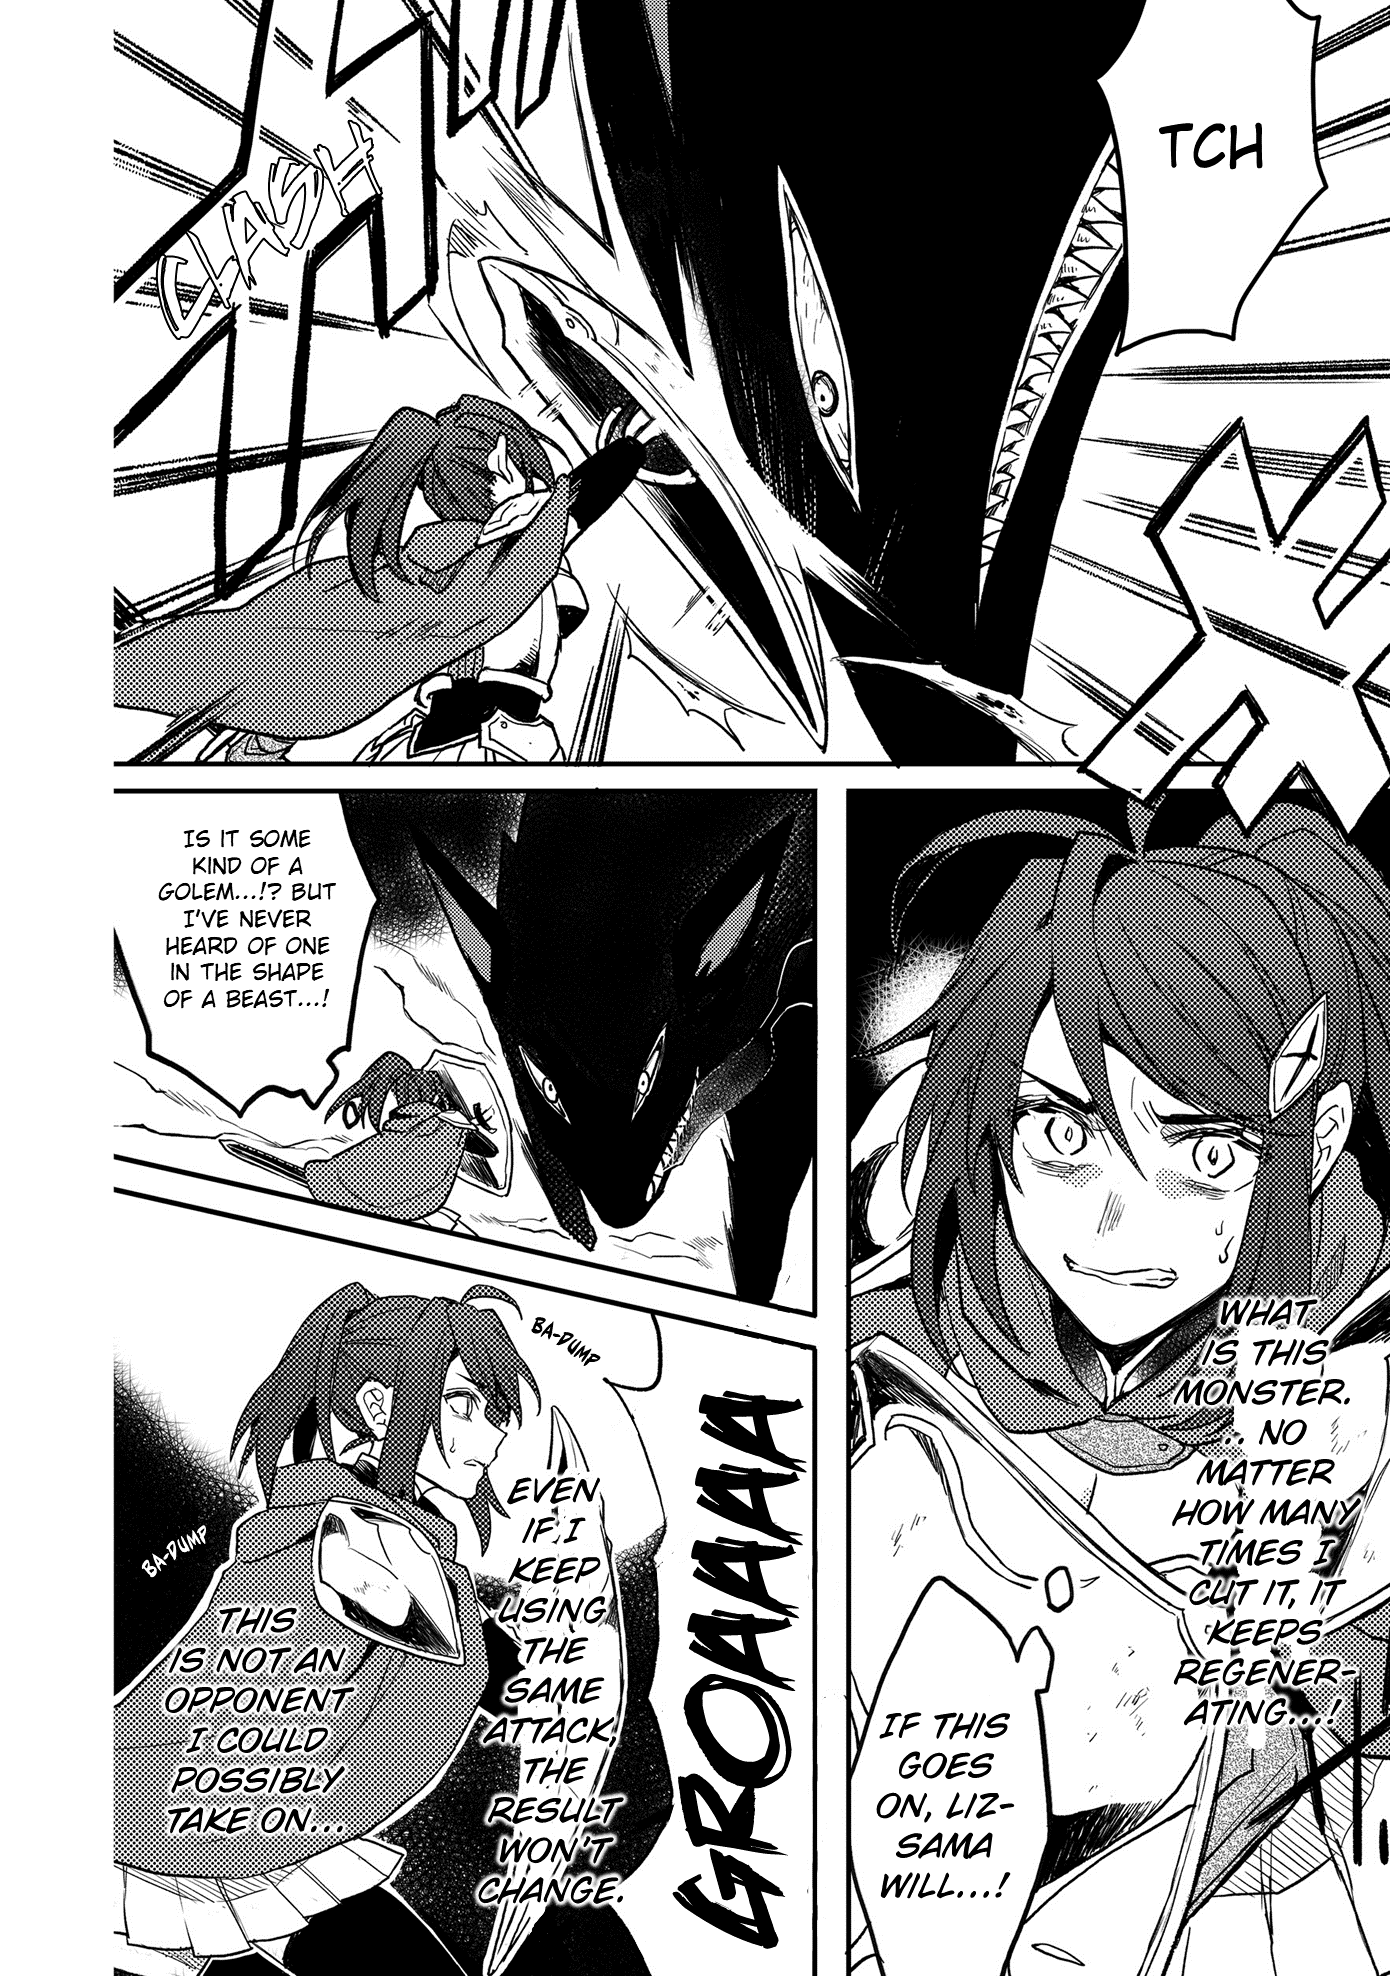 TCH
CLASH
WHAT
IS THIS
MONSTER.
.. NO
MATTER
HOW MANY
TIMES I
CUT IT, IT
KEEPS
REGENER-
ATING...!
IF THIS
GOES
ON, LIZ-
SAMA
WILL...!
IS IT SOME
KIND OF A
GOLEM...!? BUT
I'VE NEVER
HEARD OF ONE
IN THE SHAPE
OF A BEAST...!
GROAAAA
BA-DUMP
EVEN
IF I
KEEP
USING
THE
SAME
ATTACK,
THE
RESULT
WON'T
CHANGE.
BA-DUMP
THIS
IS NOT AN
OPPONENT
I COULD
POSSIBLY
TAKE ON...